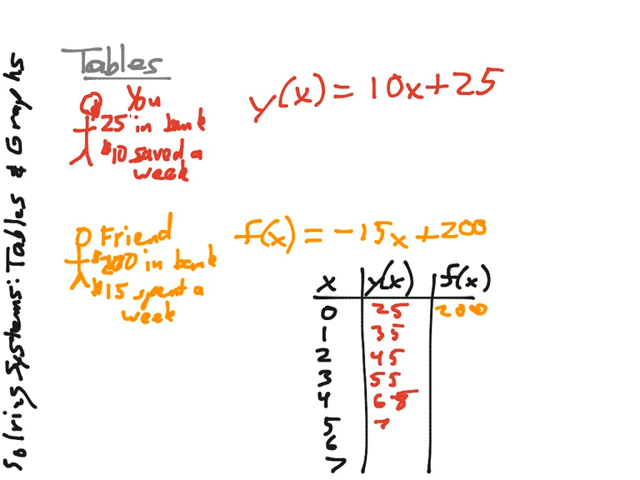 Solving Systems: Tables & Graphs
Tables
You
$25 in bank
$10 saved a
week
y(x) = 10x+25
Friend
$200 in bank
$15 spent a
week
f(x) = -15x+200
x y(x) f(x)
0 25 200
1 35
2 45
3 55
4 65
5 7
6
7